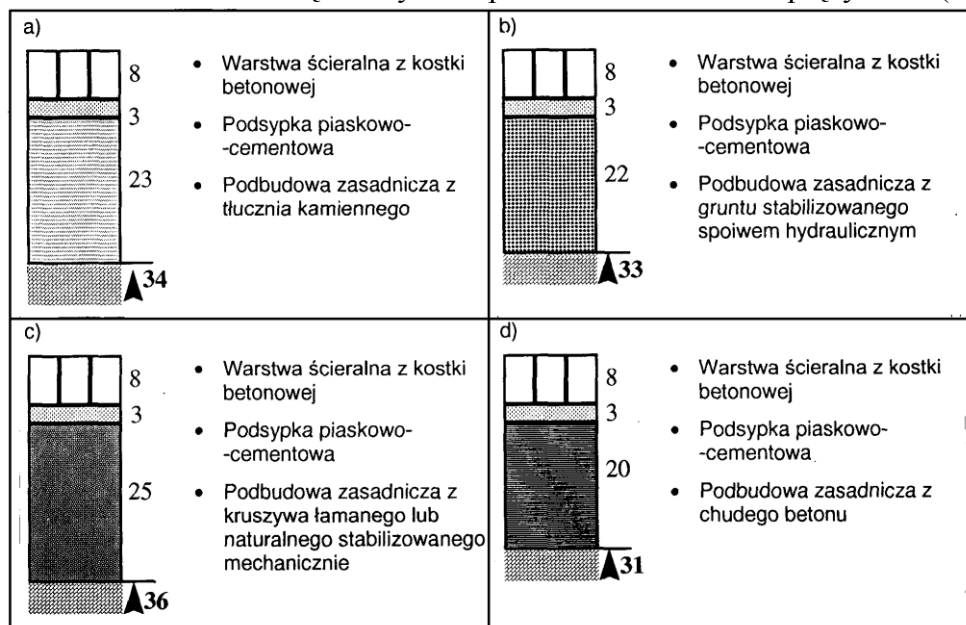 a)
8
3
23
34
• Warstwa ścieralna z kostki
betonowej
• Podsypka piaskowo-
-cementowa
• Podbudowa zasadnicza z
tłucznia kamiennego
b)
8
3
22
33
• Warstwa ścieralna z kostki
betonowej
• Podsypka piaskowo-
-cementowa
• Podbudowa zasadnicza z
gruntu stabilizowanego
spoiwem hydraulicznym
c)
8
3
25
36
• Warstwa ścieralna z kostki
betonowej
• Podsypka piaskowo-
-cementowa
• Podbudowa zasadnicza z
kruszywa łamanego lub
naturalnego stabilizowanego
mechanicznie
d)
8
3
20
31
• Warstwa ścieralna z kostki
betonowej
• Podsypka piaskowo-
-cementowa
• Podbudowa zasadnicza z
chudego betonu